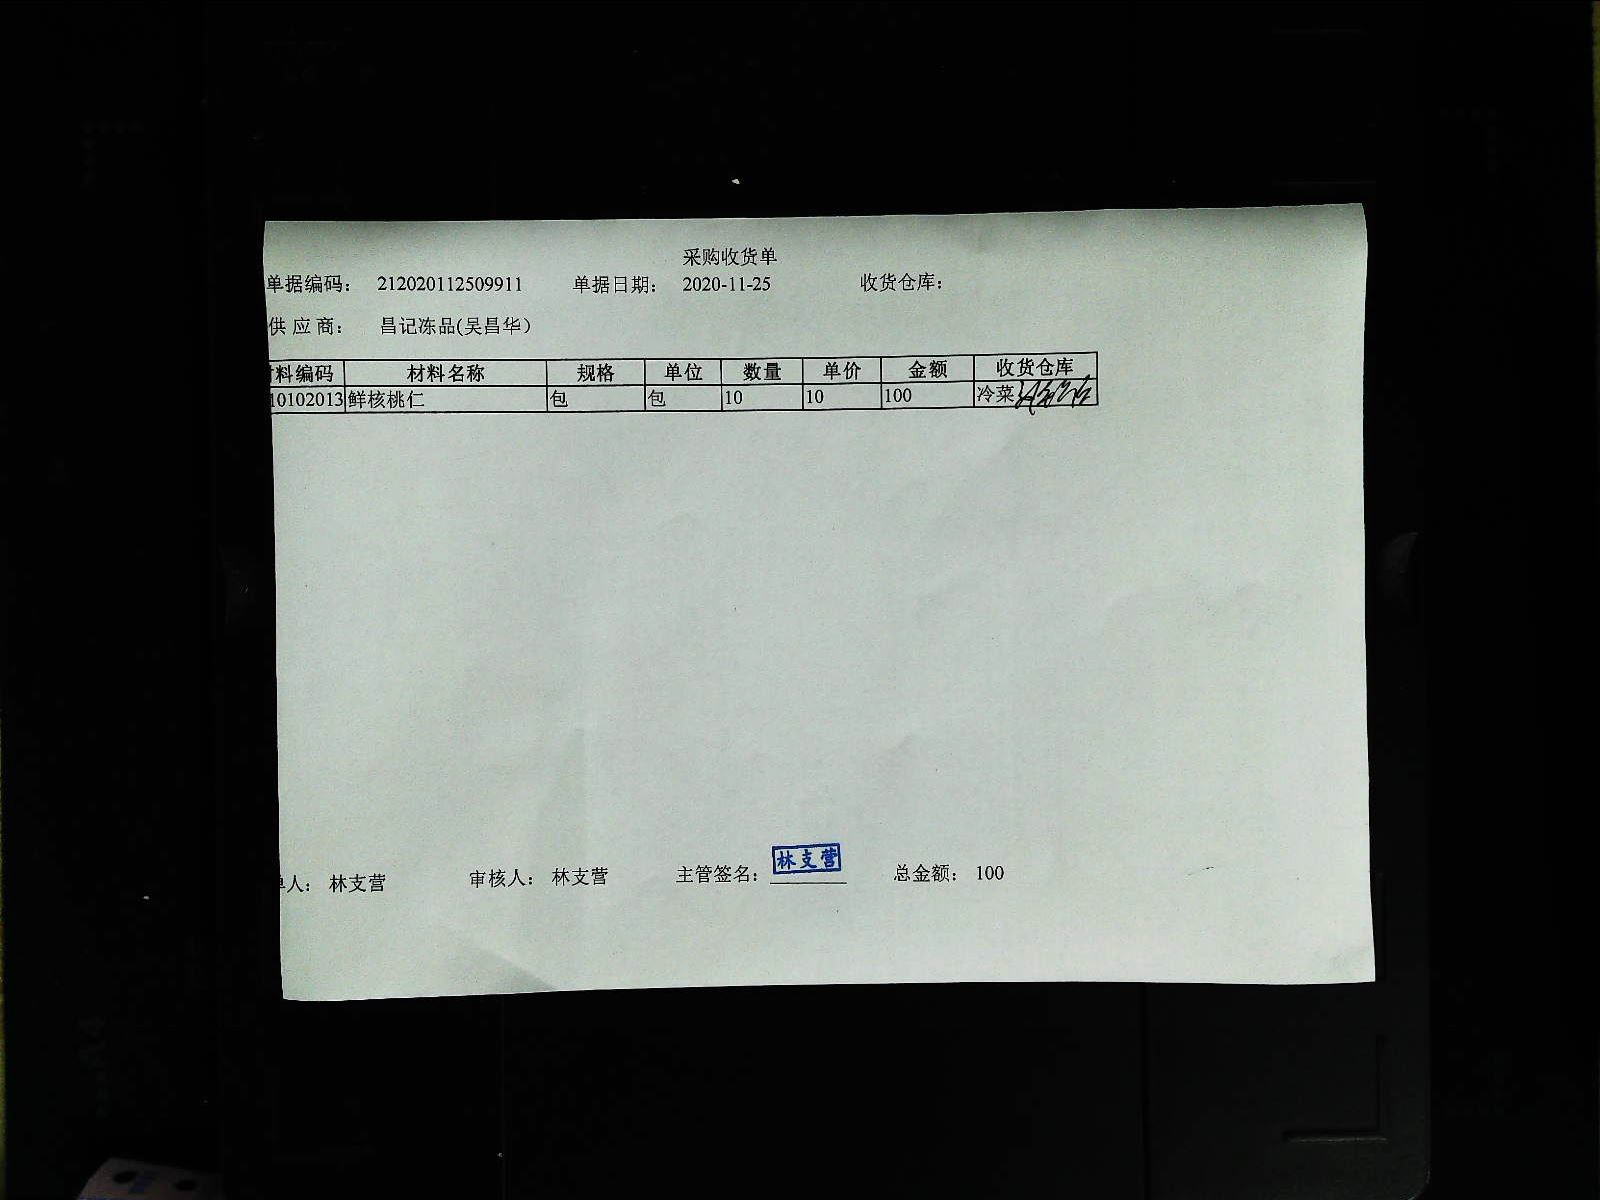 采购收货单
单据编码： 212020112509911 单据日期： 2020-11-25 收货仓库：
供应商： 昌记冻品(吴昌华）
料编码 材料名称 规格 单位 数量 单价 金额 收货仓库
10102013 鲜核桃仁 包 包 10 10 100 冷菜
单人： 林支营 审核人： 林支营 主管签名： 林支营 总金额： 100